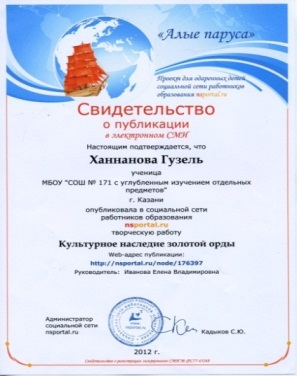 «Алые паруса»
Проект для одаренных детей
социальной сети работников
образования nsportal.ru
Свидетельство
о публикации
в электронном СМИ
Настоящим подтверждается, что
Ханнанова Гузель
ученица
МБОУ "СОШ № 171 с углубленным изучением отдельных
предметов"
г. Казани
опубликовала в социальной сети
работников образования
nsportal.ru
творческую работу
Культурное наследие золотой орды
Web-адрес публикации:
http://nsportal.ru/node/176397
Руководитель: Иванова Елена Владимировна
Администратор
социальной сети
nsportal.ru
Кадыков С.Ю.
2012 г.